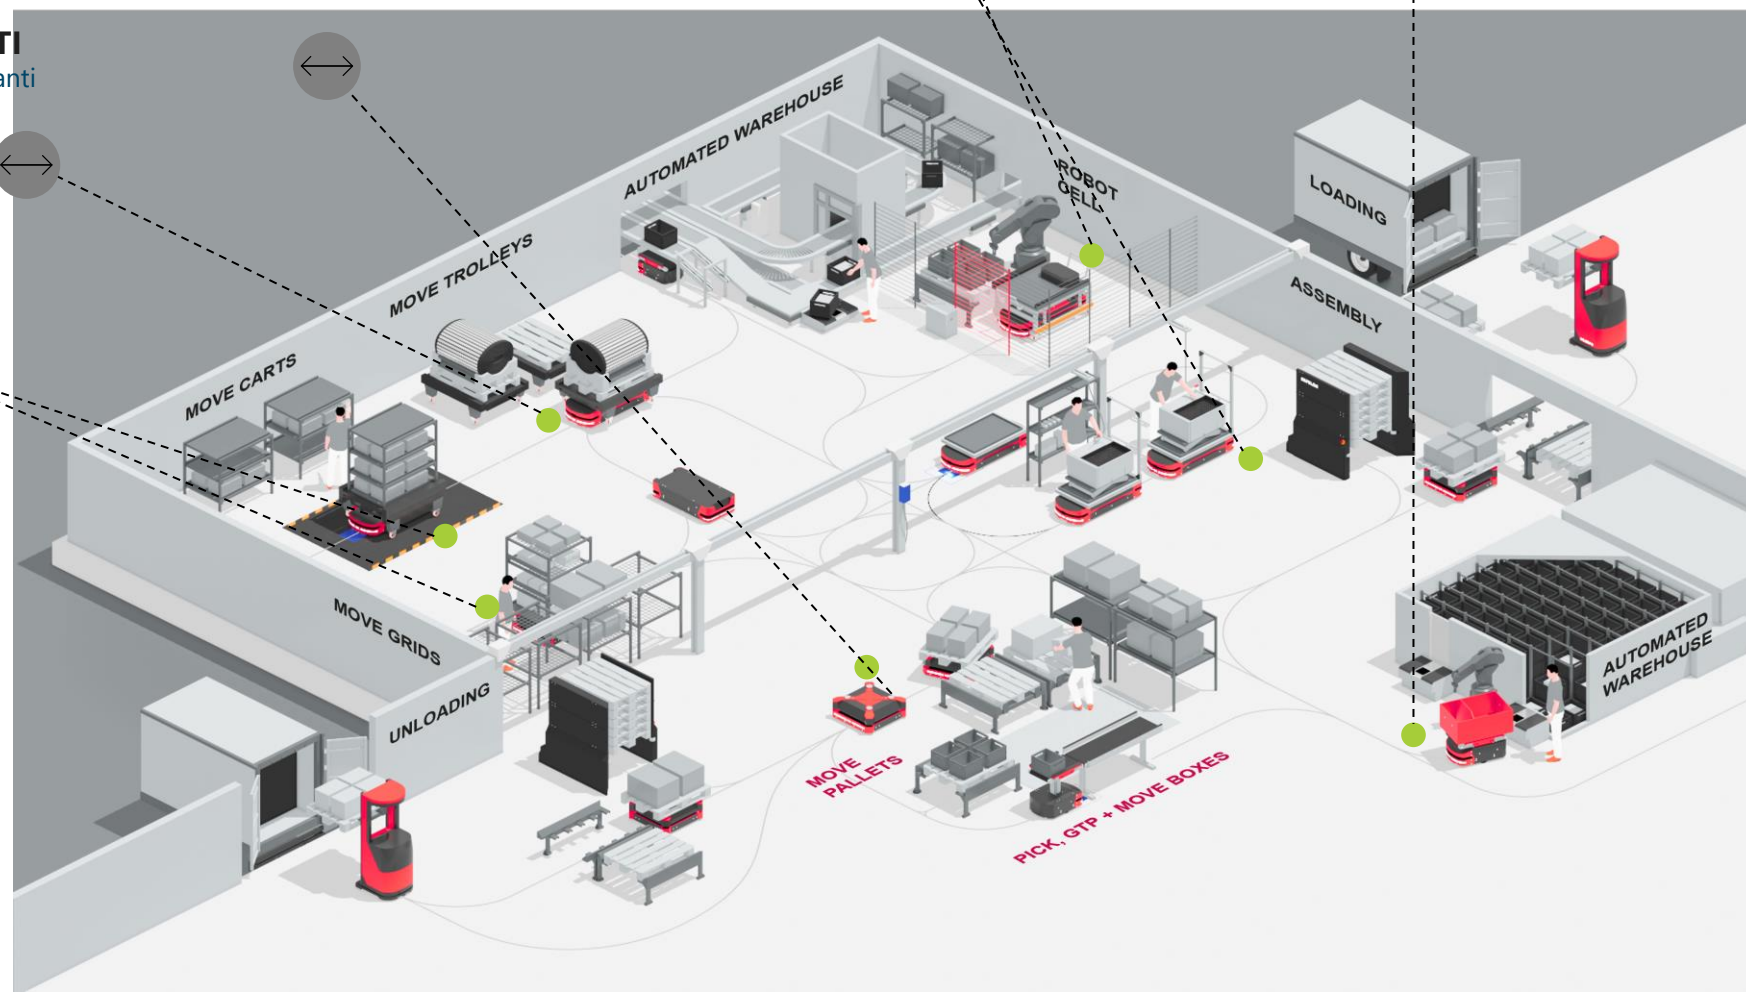 TI
anti
AUTOMATED WAREHOUSE
ROBOT
CELL
LOADING
MOVE TROLLEYS
ASSEMBLY
MOVE CARTS
MOVE GRIDS
AUTOMATED
WAREHOUSE
UNLOADING
MOVE
PALLETS
PICK, GTP + MOVE BOXES